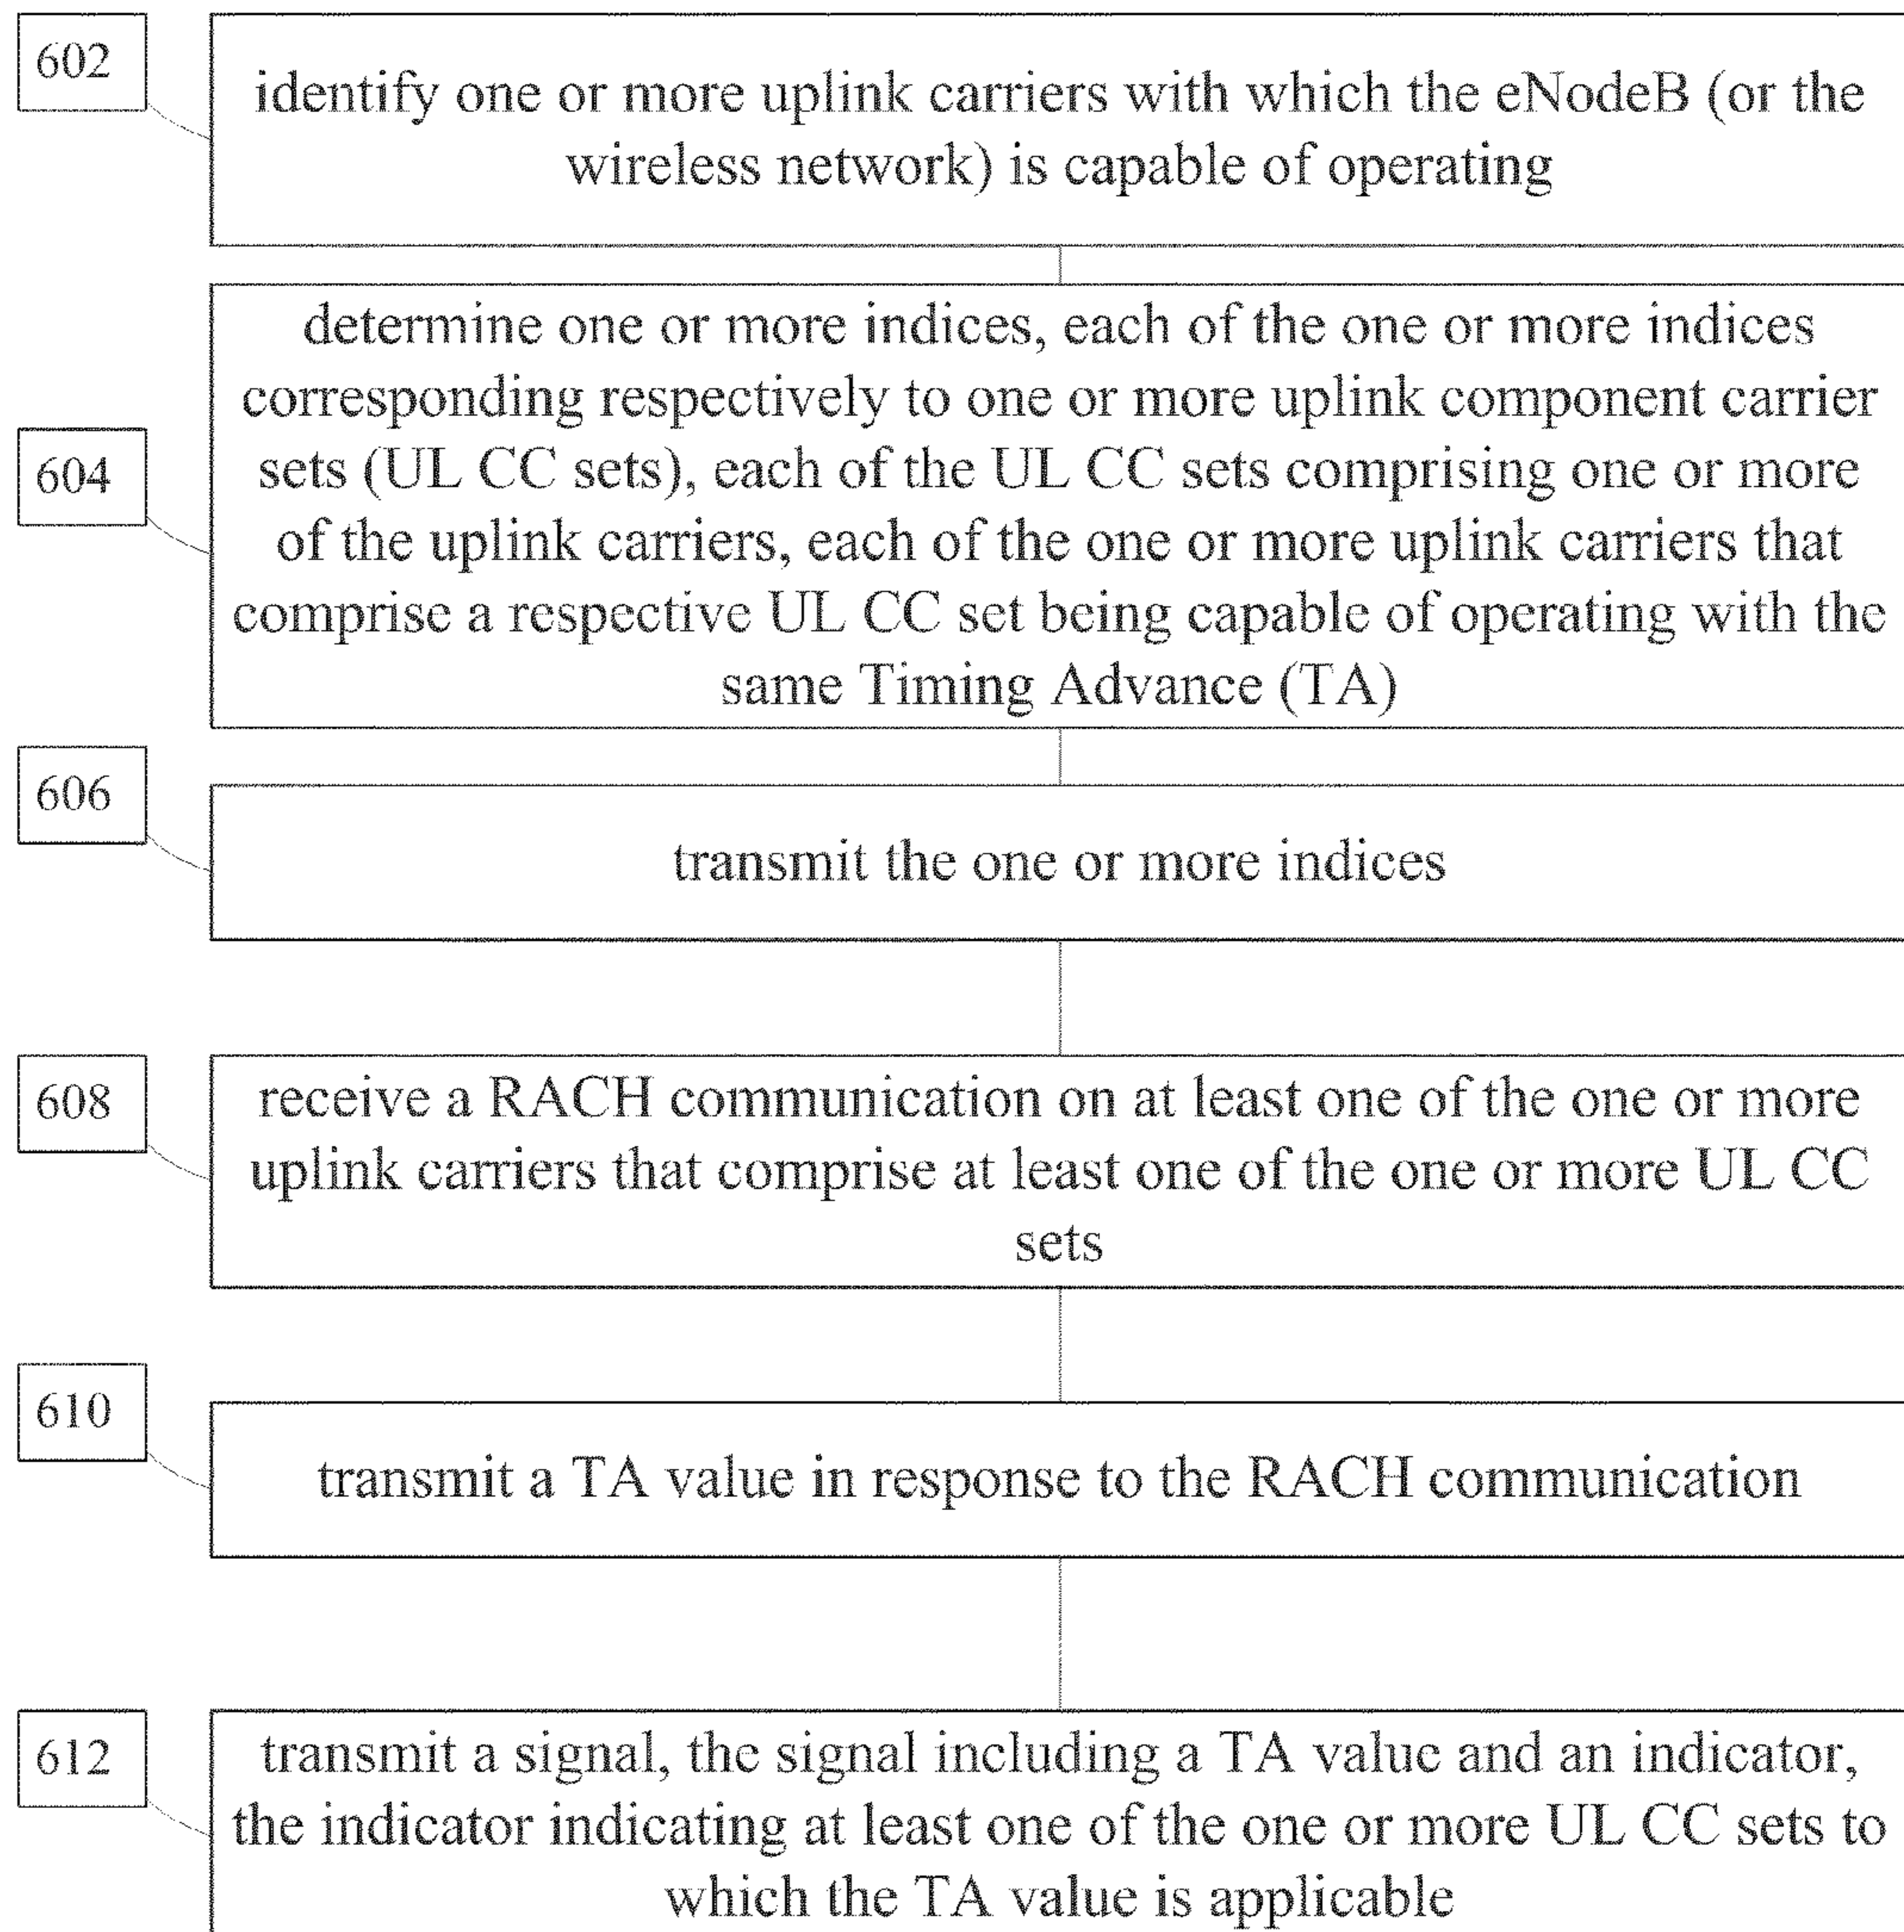 602
identify one or more uplink carriers with which the eNodeB (or the
wireless network) is capable of operating
604
determine one or more indices, each of the one or more indices
corresponding respectively to one or more uplink component carrier
sets (UL CC sets), each of the UL CC sets comprising one or more
of the uplink carriers, each of the one or more uplink carriers that
comprise a respective UL CC set being capable of operating with the
same Timing Advance (TA)
606
transmit the one or more indices
608
receive a RACH communication on at least one of the one or more
uplink carriers that comprise at least one of the one or more UL CC
sets
610
transmit a TA value in response to the RACH communication
612
transmit a signal, the signal including a TA value and an indicator,
the indicator indicating at least one of the one or more UL CC sets to
which the TA value is applicable